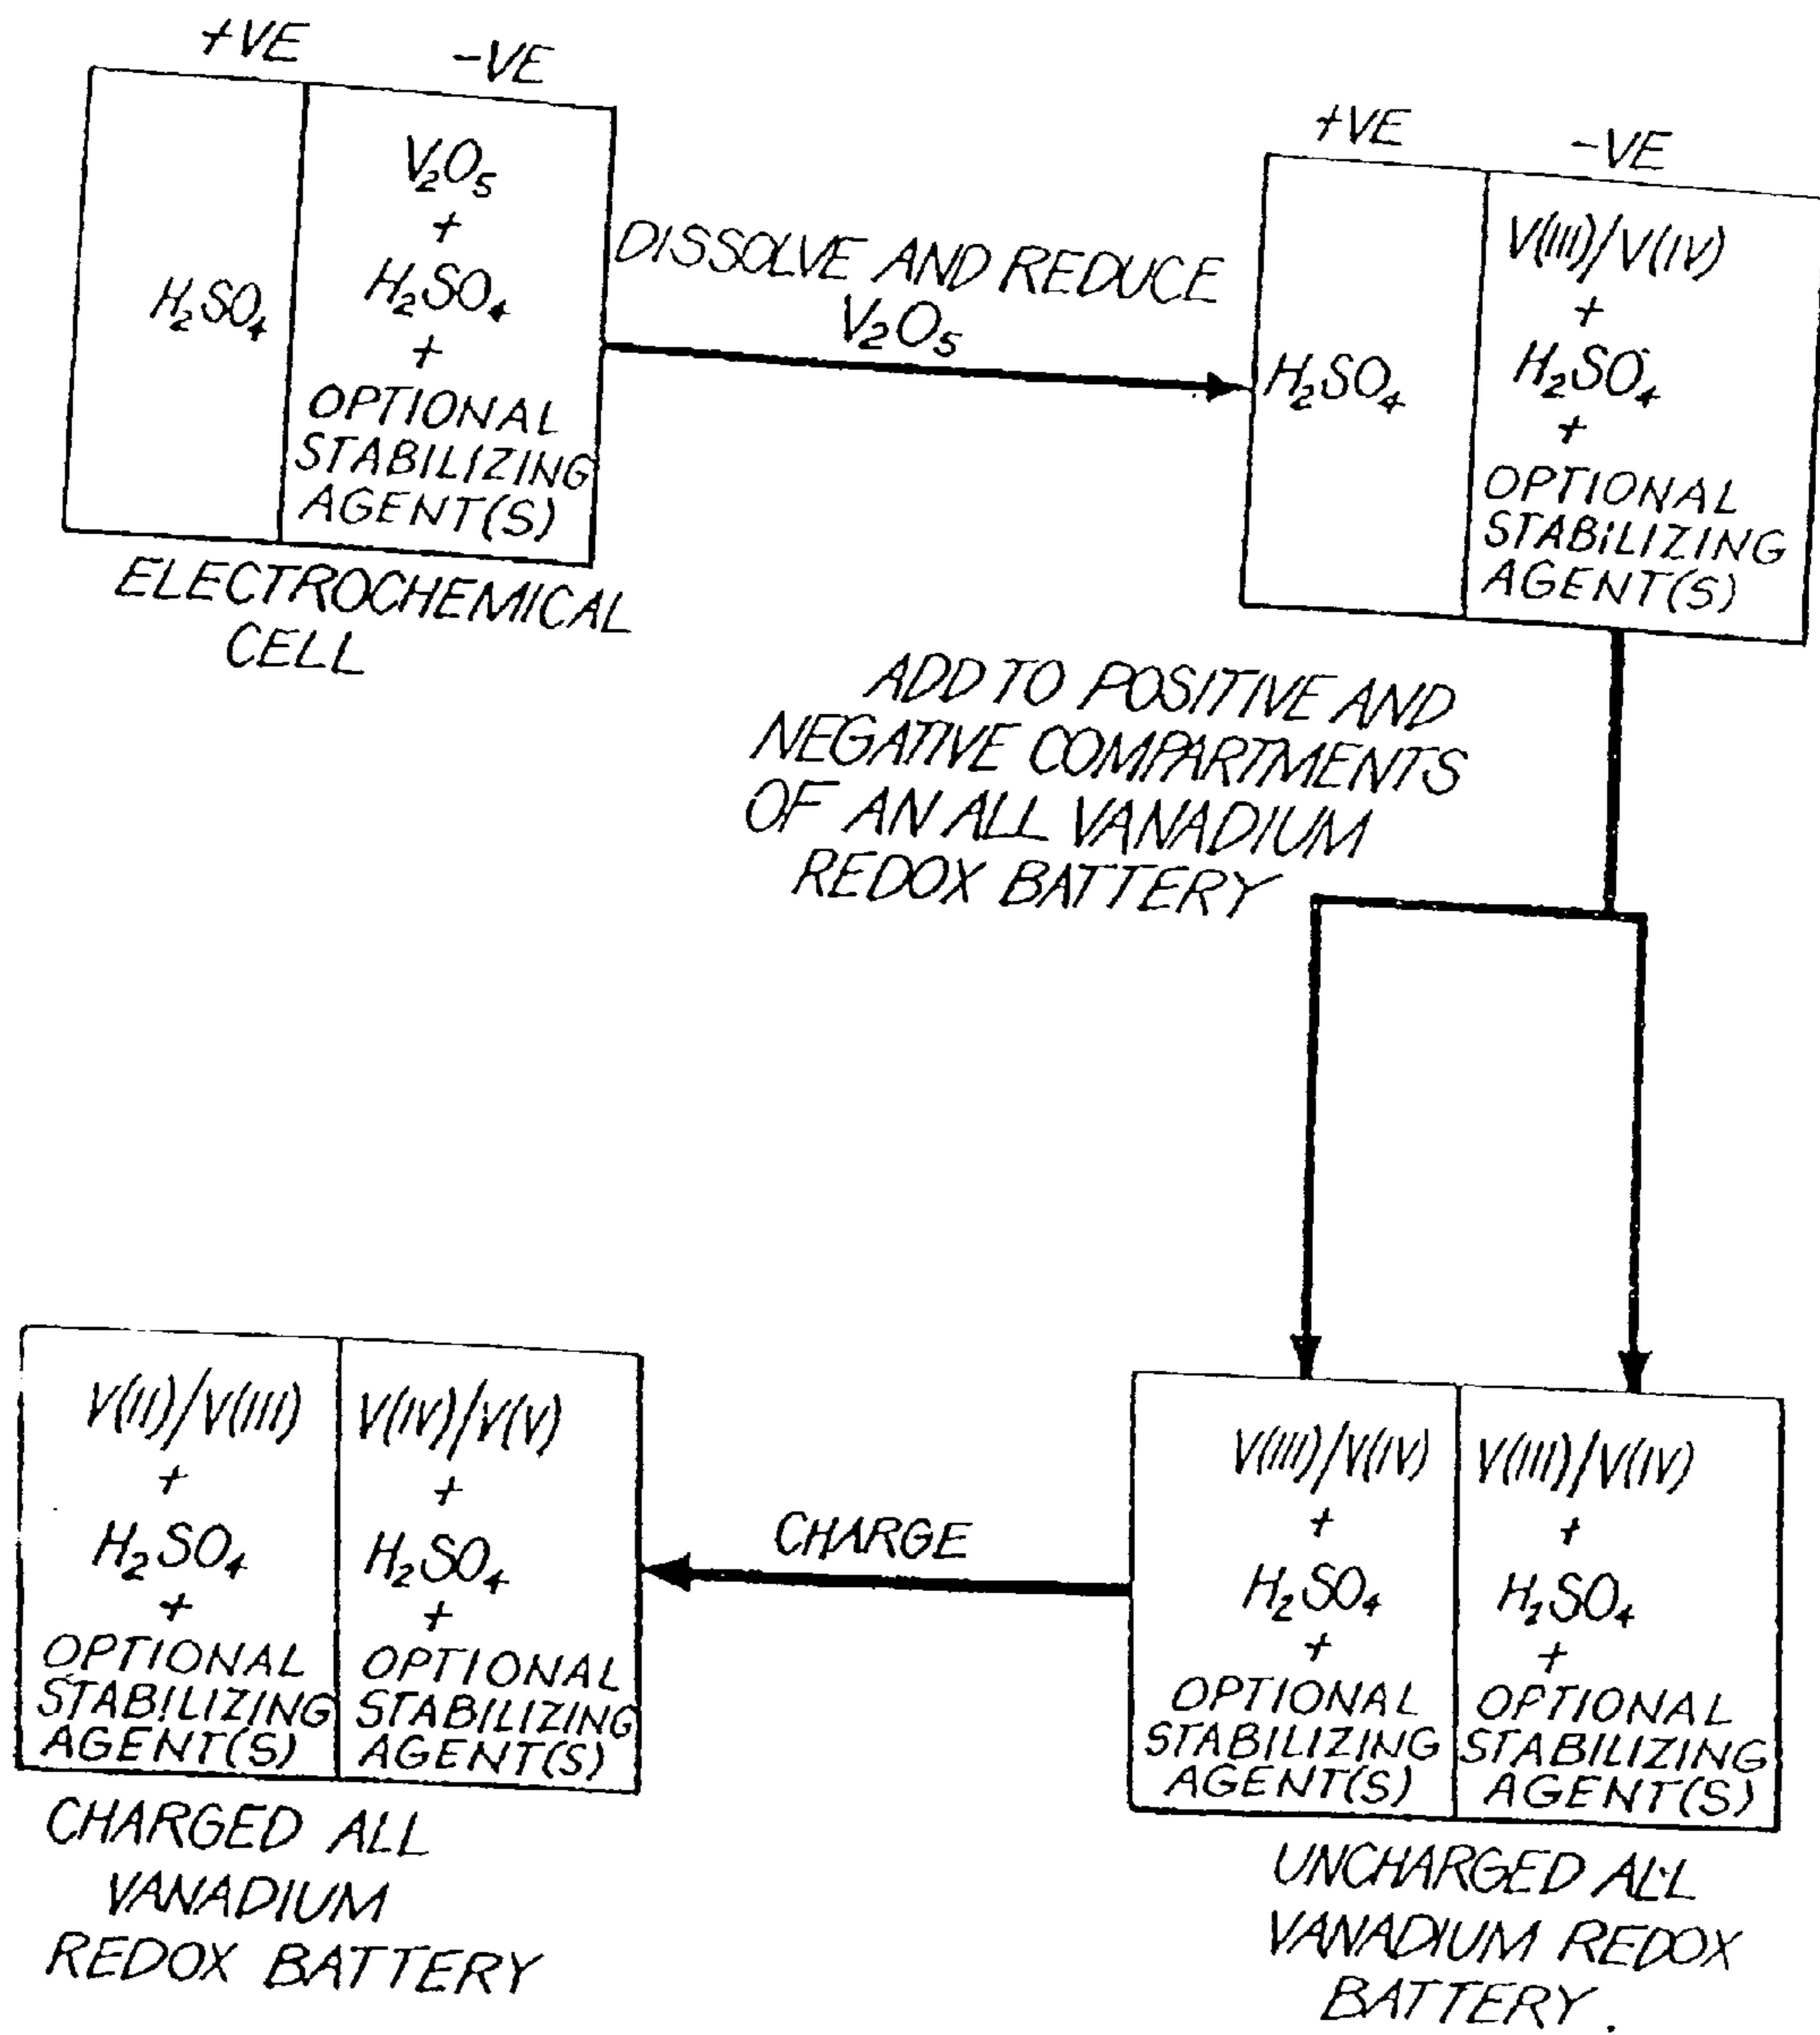 +VE -VE
H₂SO₄
V₂O₅
+
H₂SO₄
+
OPTIONAL
STABILIZING
AGENT(S)
ELECTROCHEMICAL
CELL
DISSOLVE AND REDUCE
V₂O₅
+VE -VE
H₂SO₄
V(III)/V(IV)
+
H₂SO₄
+
OPTIONAL
STABILIZING
AGENT(S)
ADD TO POSITIVE AND
NEGATIVE COMPARTMENTS
OF AN ALL VANADIUM
REDOX BATTERY
V(III)/V(IV)
+
H₂SO₄
+
OPTIONAL
STABILIZING
AGENT(S)
V(III)/V(IV)
+
H₂SO₄
+
OPTIONAL
STABILIZING
AGENT(S)
UNCHARGED ALL
VANADIUM REDOX
BATTERY.
CHARGE
V(II)/V(III)
+
H₂SO₄
+
OPTIONAL
STABILIZING
AGENT(S)
V(IV)/V(V)
+
H₂SO₄
+
OPTIONAL
STABILIZING
AGENT(S)
CHARGED ALL
VANADIUM
REDOX BATTERY